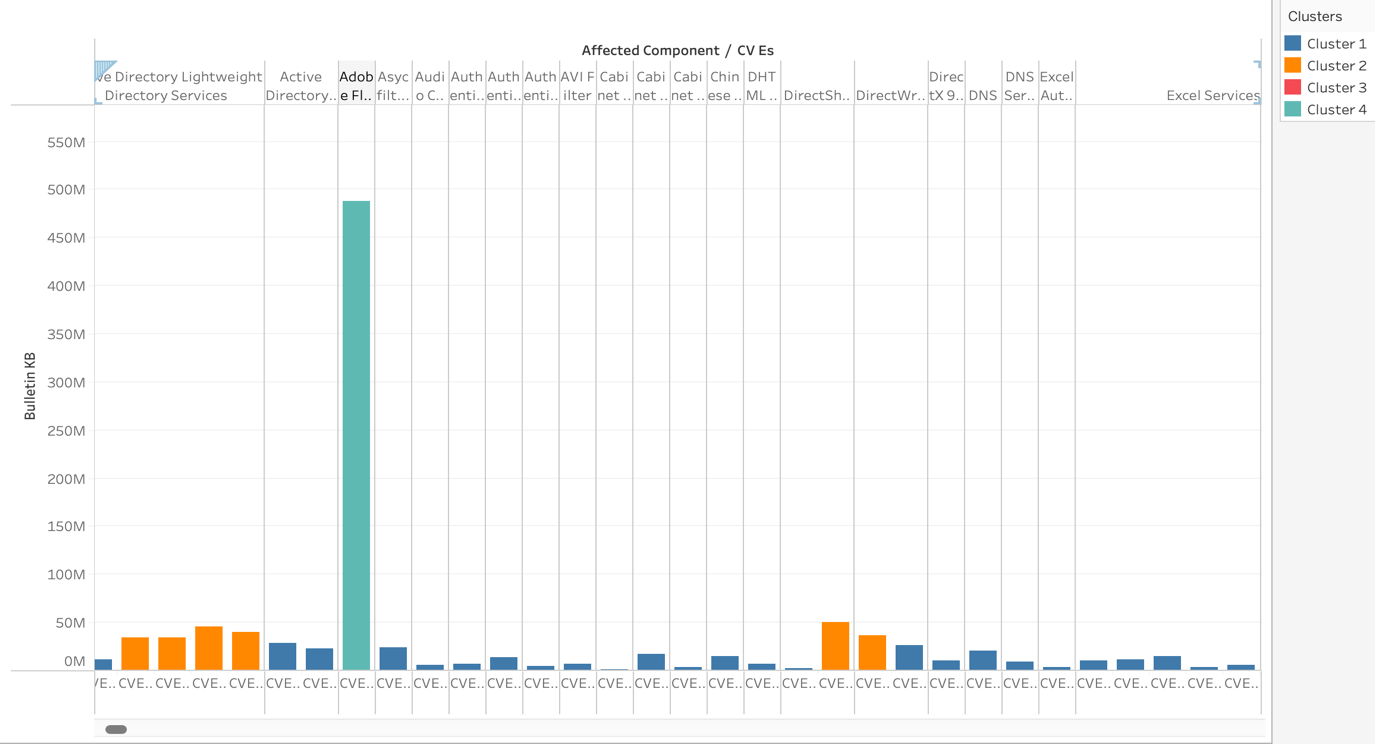 Clusters
Cluster 1
Cluster 2
Cluster 3
Cluster 4
Affected Component / CV Es
ve Directory Lightweight
Directory Services
Active
Directory..
Adob
e Fl..
Asyc
filt...
Audi
o C..
Auth
enti..
Auth
enti..
Auth
enti..
AVI F
ilter
Cabi
net ..
Cabi
net ..
Cabi
net ..
Chin
ese ..
DHT
ML ..
DirectSh..
DirectWr..
Direc
tX 9..
DNS
DNS
Ser..
Excel
Aut..
Excel Services
Bulletin KB
550M
500M
450M
400M
350M
300M
250M
200M
150M
100M
50M
0M
VE.. CVE.. CVE.. CVE.. CVE.. CVE.. CVE.. CVE.. CVE.. CVE.. CVE.. CVE.. CVE.. CVE.. CVE.. CVE.. CVE.. CVE.. CVE.. CVE.. CVE.. CVE.. CVE.. CVE.. CVE.. CVE.. CVE.. CVE.. CVE.. CVE.. CVE.. CVE..